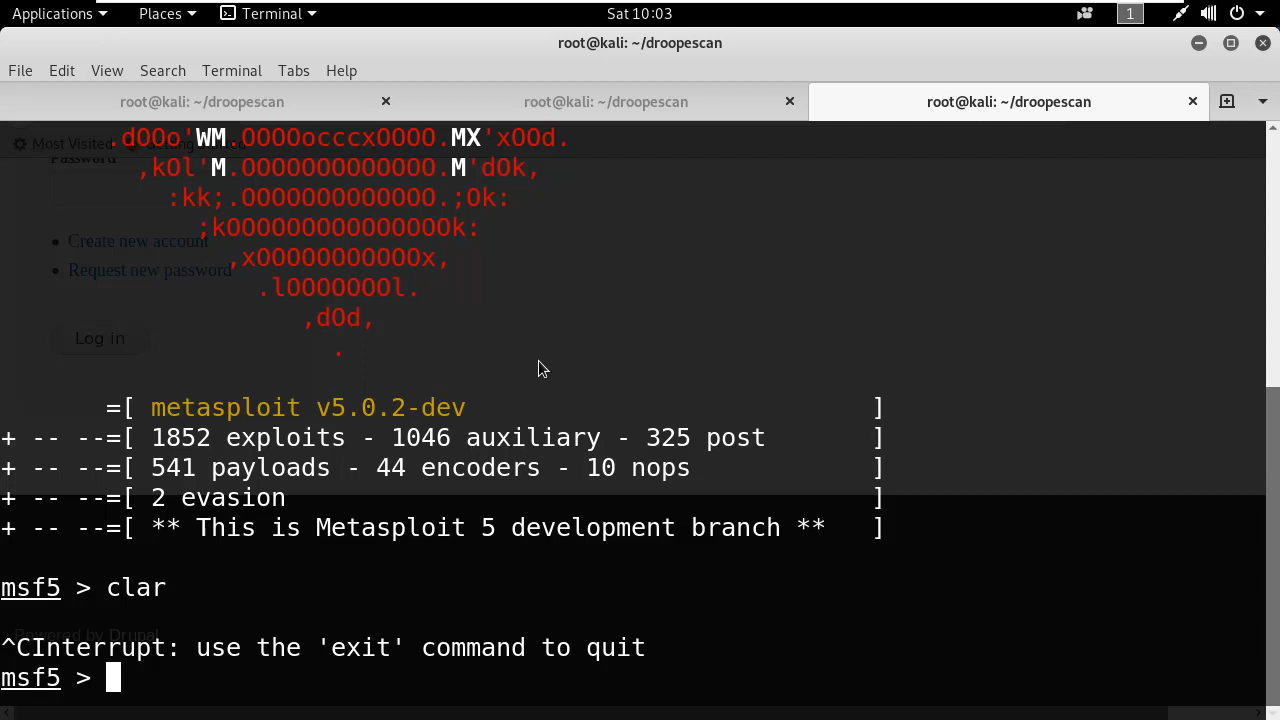 Applications Places Terminal Sat 10:03 1
root@kali: ~/droopescan
File Edit View Search Terminal Tabs Help
root@kali: ~/droopescan × root@kali: ~/droopescan × root@kali: ~/droopescan ×
.dOOo'WM.OOOOocccxOOOO.MX'xOOd.
Most Visited
Password
,kOl'M.OOOOOOOOOOOOO.M'dOk,
:kk;.OOOOOOOOOOOOO.;Ok:
;kOOOOOOOOOOOOOOOk:
Create new account
,xOOOOOOOOOOOx,
Request new password
.lOOOOOOOl.
,dOd,
Log in
.
=[ metasploit v5.0.2-dev ]
+ -- --=[ 1852 exploits - 1046 auxiliary - 325 post ]
+ -- --=[ 541 payloads - 44 encoders - 10 nops ]
+ -- --=[ 2 evasion ]
+ -- --=[ ** This is Metasploit 5 development branch ** ]
msf5 > clar
Powered by Drupal
^CInterrupt: use the 'exit' command to quit
msf5 >